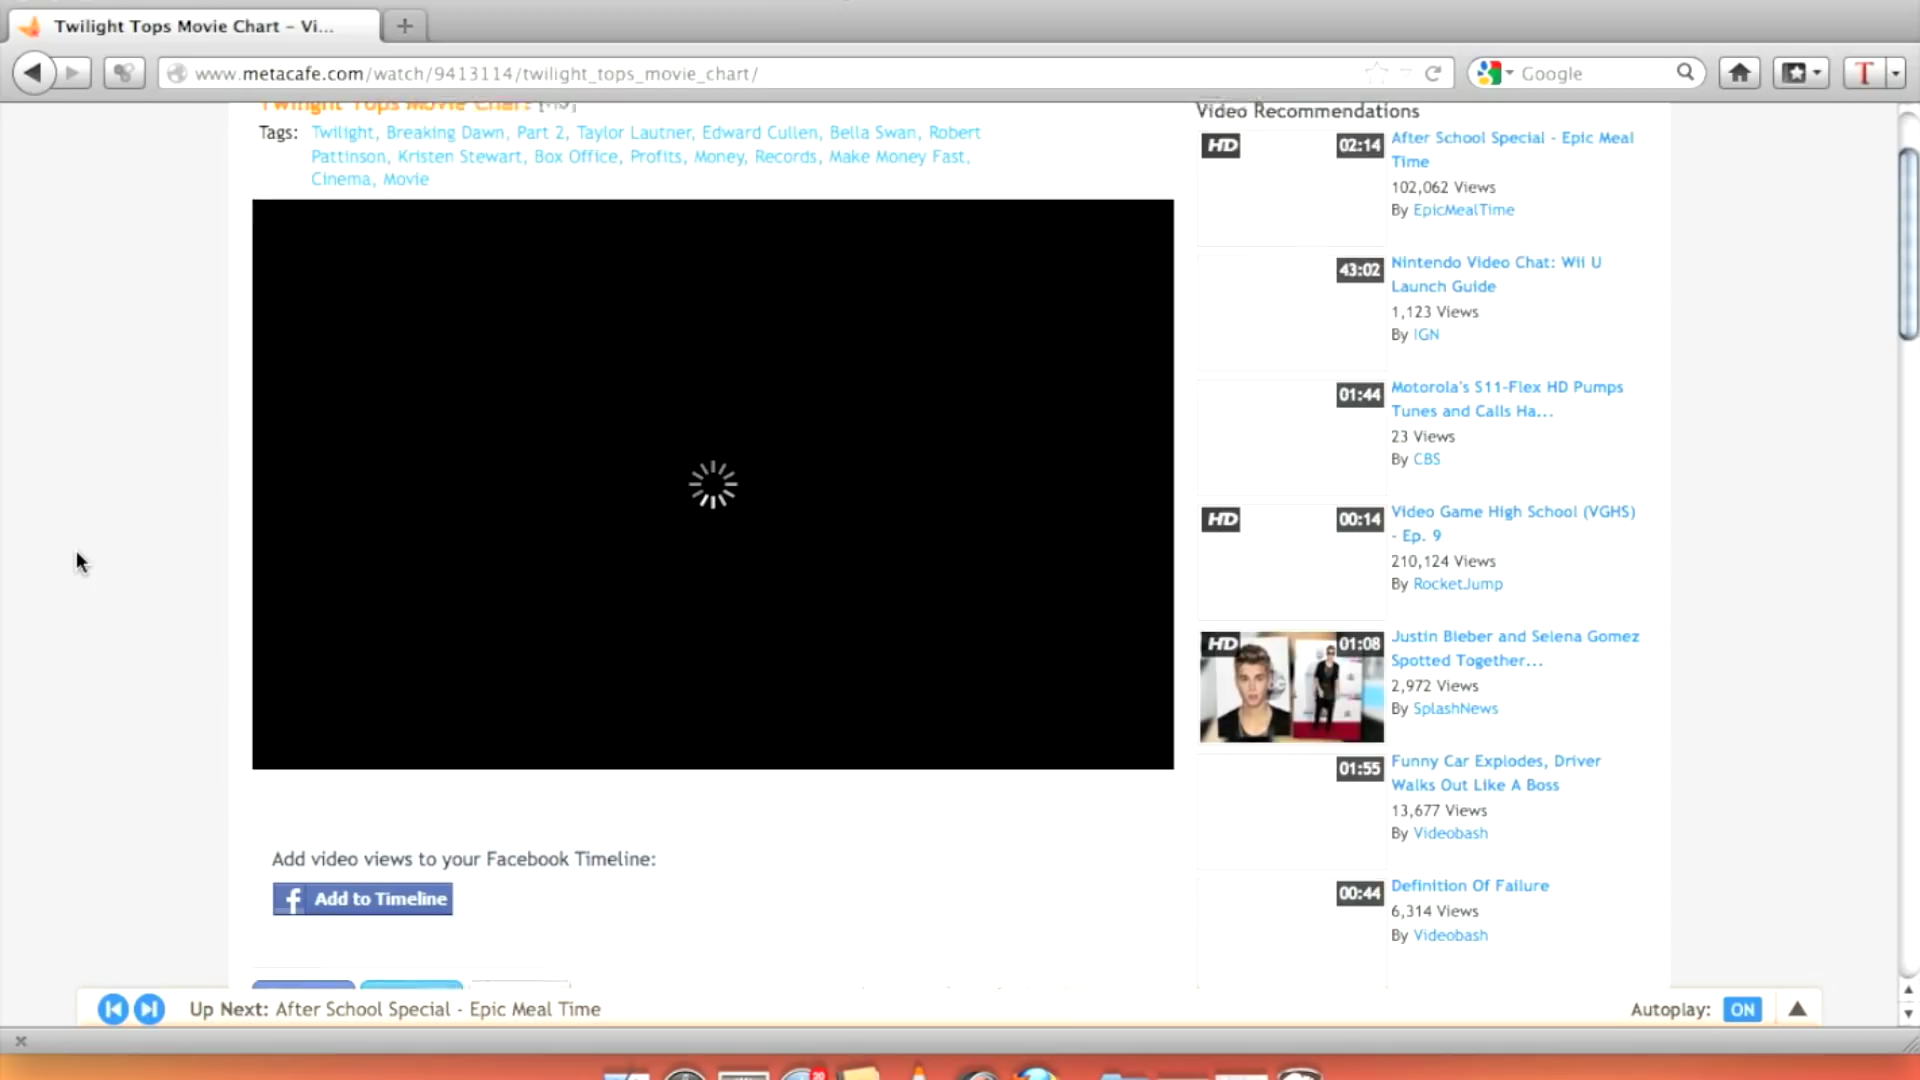 Twilight Tops Movie Chart – Vi...
www.metacafe.com/watch/9413114/twilight_tops_movie_chart/
Google
T
Twilight Tops Movie Chart
Tags: Twilight, Breaking Dawn, Part 2, Taylor Lautner, Edward Cullen, Bella Swan, Robert
Pattinson, Kristen Stewart, Box Office, Profits, Money, Records, Make Money Fast,
Cinema, Movie
Add video views to your Facebook Timeline:
f Add to Timeline
Video Recommendations
HD 02:14 After School Special - Epic Meal
Time
102,062 Views
By EpicMealTime
43:02 Nintendo Video Chat: Wii U
Launch Guide
1,123 Views
By IGN
01:44 Motorola's S11-Flex HD Pumps
Tunes and Calls Ha...
23 Views
By CBS
HD 00:14 Video Game High School (VGHS)
- Ep. 9
210,124 Views
By RocketJump
HD 01:08 Justin Bieber and Selena Gomez
Spotted Together...
2,972 Views
By SplashNews
01:55 Funny Car Explodes, Driver
Walks Out Like A Boss
13,677 Views
By Videobash
00:44 Definition Of Failure
6,314 Views
By Videobash
Up Next: After School Special - Epic Meal Time
Autoplay: ON
20